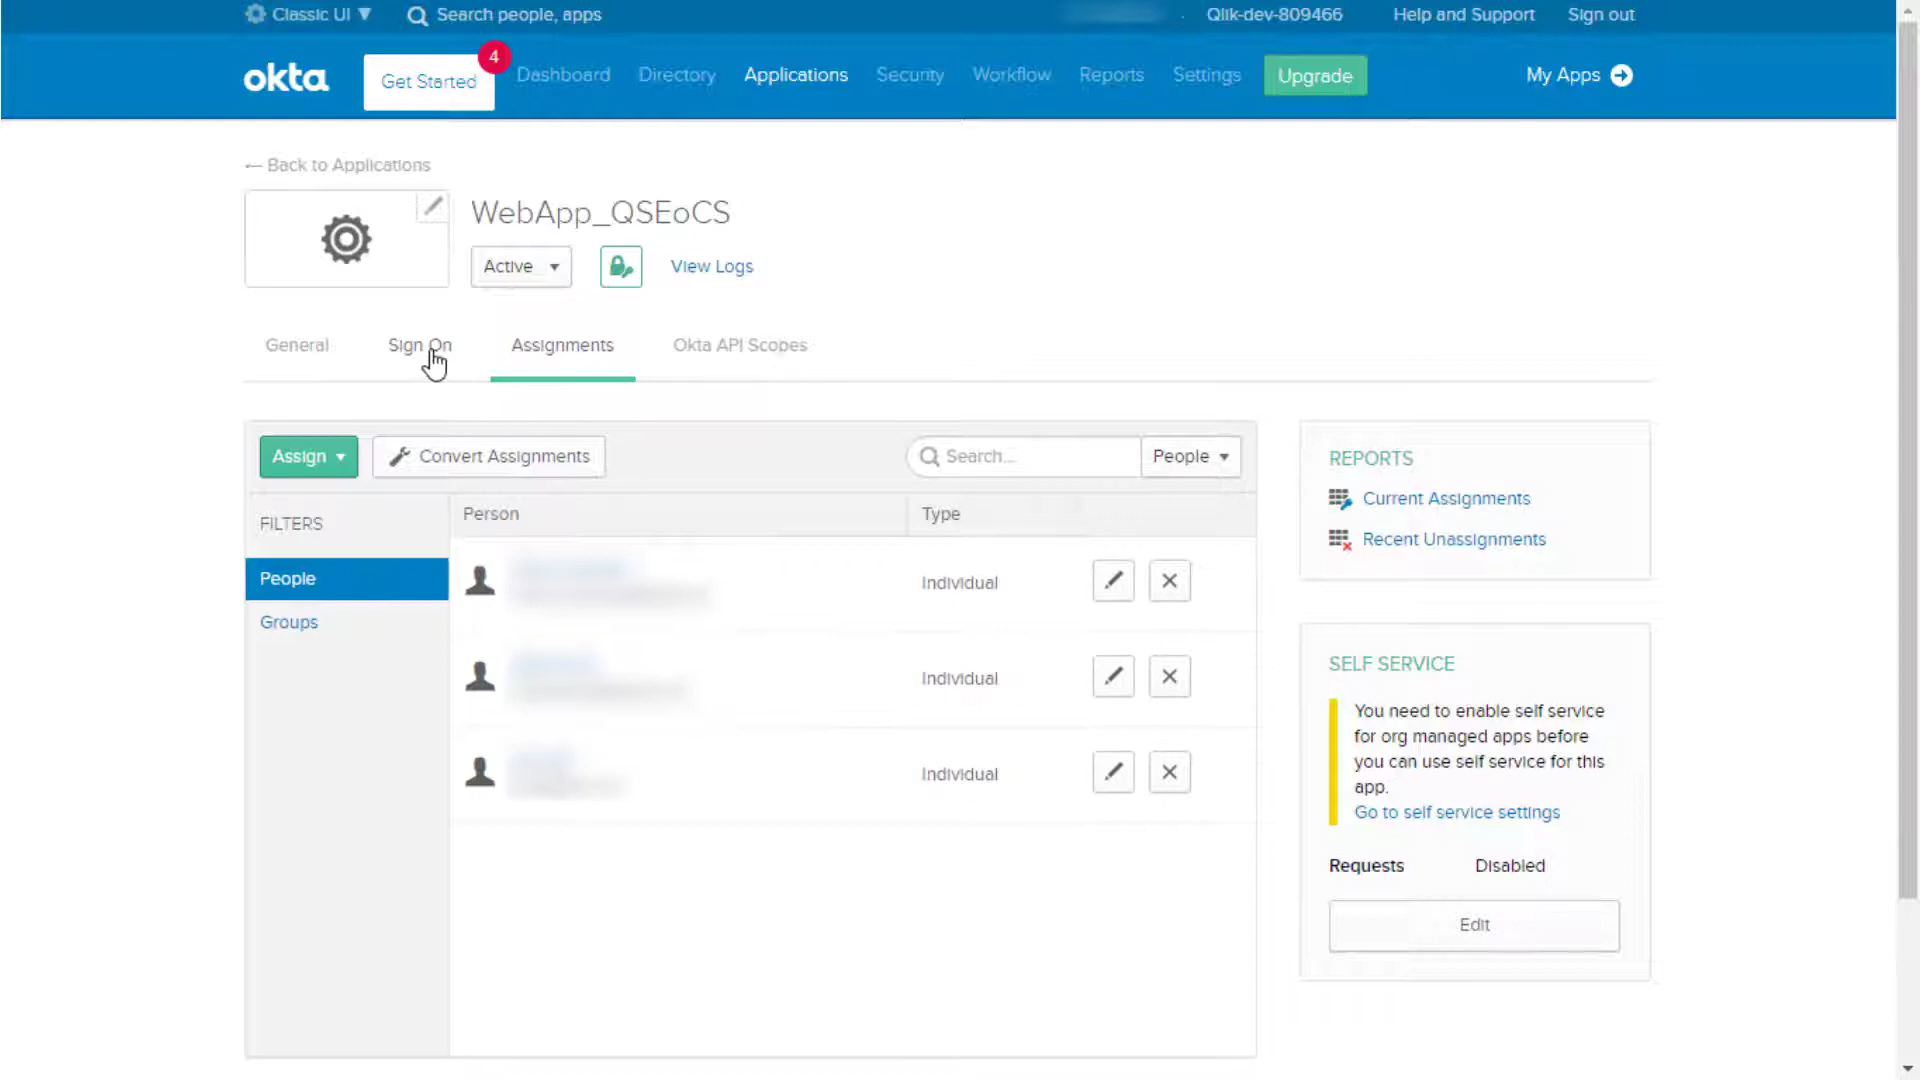 Classic UI
Search people, apps
Qlik-dev-809466
Help and Support
Sign out
okta
Get Started
4
Dashboard
Directory
Applications
Security
Workflow
Reports
Settings
Upgrade
My Apps
← Back to Applications
WebApp_QSEoCS
Active
View Logs
General
Sign On
Assignments
Okta API Scopes
Assign
Convert Assignments
Search...
People
FILTERS
Person
Type
People
Groups
Individual
Individual
Individual
REPORTS
Current Assignments
Recent Unassignments
SELF SERVICE
You need to enable self service
for org managed apps before
you can use self service for this
app.
Go to self service settings
Requests
Disabled
Edit